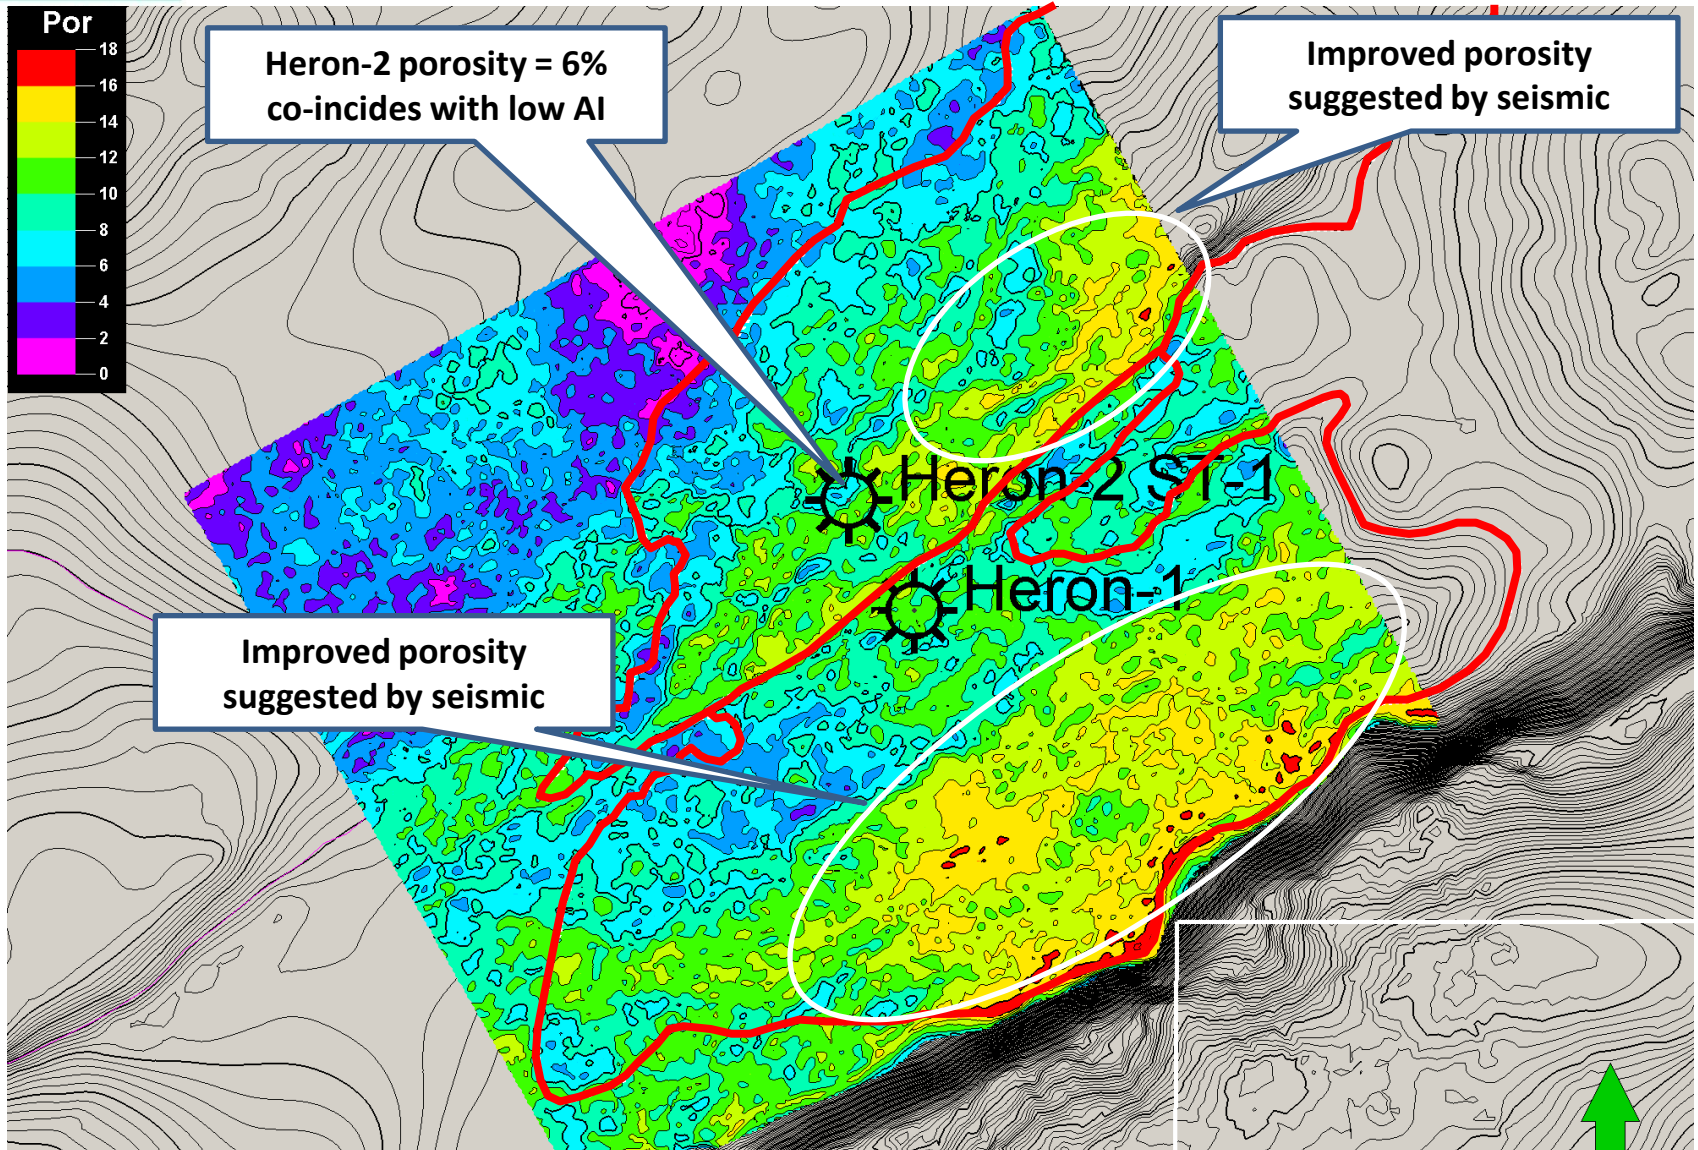 Por
18
16
14
12
10
8
6
4
2
0
Heron-2 porosity = 6%
co-incides with low AI
Improved porosity
suggested by seismic
Heron-2 ST-1
Heron-1
Improved porosity
suggested by seismic